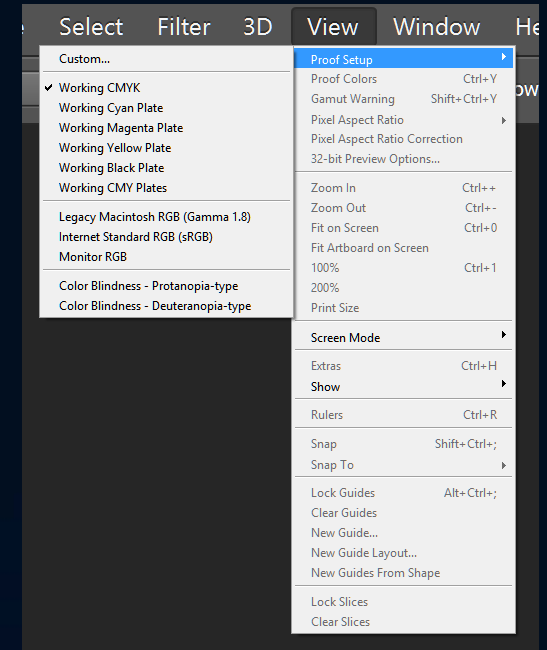 Select Filter 3D View Window
Custom...
Working CMYK
Working Cyan Plate
Working Magenta Plate
Working Yellow Plate
Working Black Plate
Working CMY Plates
Legacy Macintosh RGB (Gamma 1.8)
Internet Standard RGB (sRGB)
Monitor RGB
Color Blindness - Protanopia-type
Color Blindness - Deuteranopia-type
Proof Setup
Proof Colors Ctrl+Y
Gamut Warning Shift+Ctrl+Y
Pixel Aspect Ratio
Pixel Aspect Ratio Correction
32-bit Preview Options...
Zoom In Ctrl++
Zoom Out Ctrl+-
Fit on Screen Ctrl+0
Fit Artboard on Screen
100% Ctrl+1
200%
Print Size
Screen Mode
Extras Ctrl+H
Show
Rulers Ctrl+R
Snap Shift+Ctrl+;
Snap To
Lock Guides Alt+Ctrl+;
Clear Guides
New Guide...
New Guide Layout...
New Guides From Shape
Lock Slices
Clear Slices